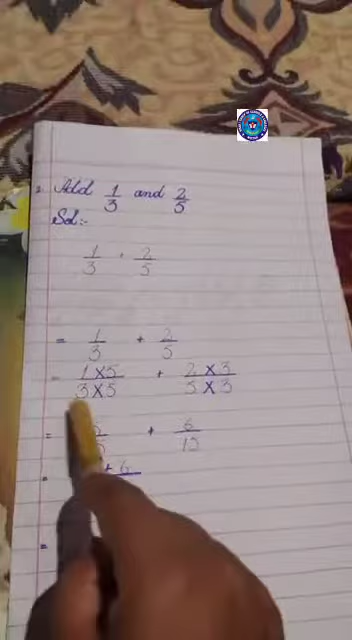 Add 1/3 and 2/5
Sol:-
1/3 , 2/5
= 1/3 + 2/5
= 1×5/3×5 + 2×3/5×3
= 5 + 6/15
= + 6
=